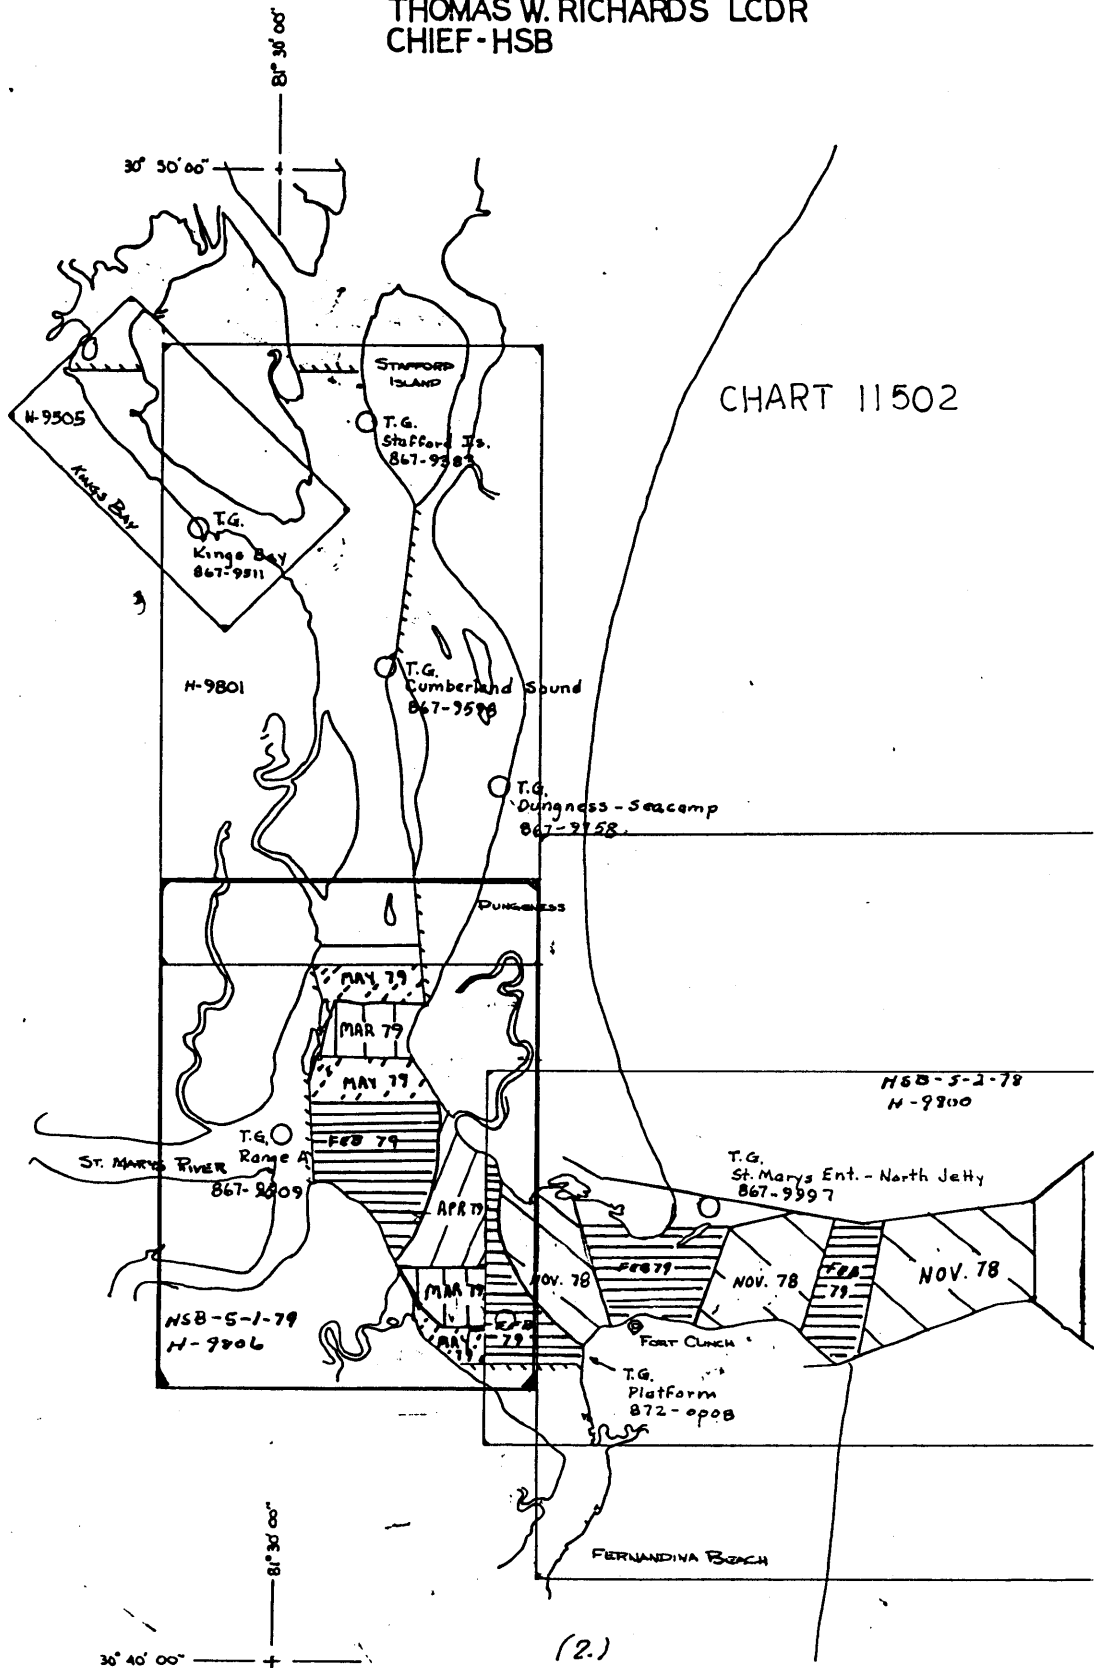 THOMAS W. RICHARDS LCDR
CHIEF-HSB
81° 30' 00"
30° 50' 00"
CHART 11502
STAFFORD
ISLAND
H-9505
T.G.
Stafford Is.
KINGS BAY
T.G.
Kings Bay
867-9511
H-9801
T.G.
Cumberland Sound
T.G.
Dungness - Seacamp
DUNGENESS
MAY 79
MAR 79
MAY 79
HSB-5-2-78
H-9800
T.G.
Range A
FEB 79
ST. MARYS RIVER
T.G.
St. Marys Ent. - North Jetty
867-9997
APR 79
FEB 79
NOV. 78
NOV. 78
FEB
79
NOV. 78
MAR 79
HSB-5-1-79
H-9806
MAY
79
FEB
79
FORT CLINCH
T.G.
Platform
872-0008
FERNANDINA BEACH
81° 30' 00"
30° 40' 00"
(2.)